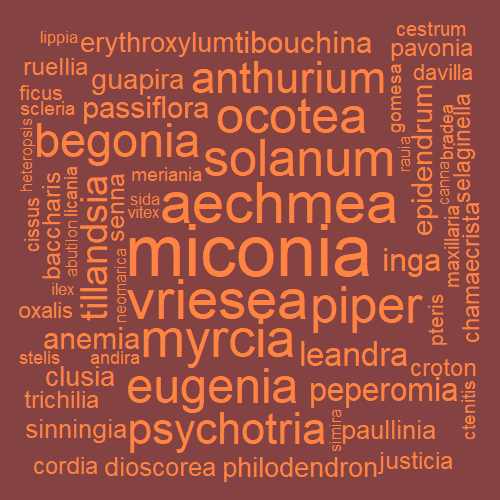 cestrum
lippia
erythroxylum
tibouchina
pavonia
ruellia
guapira
anthurium
davilla
gomesa
ficus
scleria
passiflora
ocotea
epidendrum
bradea
selaginella
heteropsis
begonia
solanum
rauia
canna
meriania
licania
baccharis
tillandsia
senna
sida
vitex
aechmea
cissus
abutilon
miconia
inga
maxillaria
chamaecrista
ilex
neomarica
vriesea
piper
oxalis
pteris
anemia
myrcia
leandra
stelis
andira
clusia
eugenia
peperomia
croton
trichilia
ctenitis
sinningia
psychotria
simira
paullinia
cordia
dioscorea
philodendron
justicia